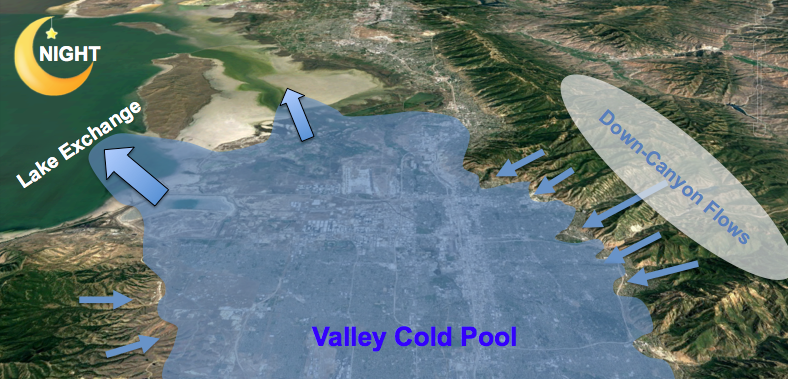 NIGHT
Lake Exchange
Down-Canyon Flows
Valley Cold Pool